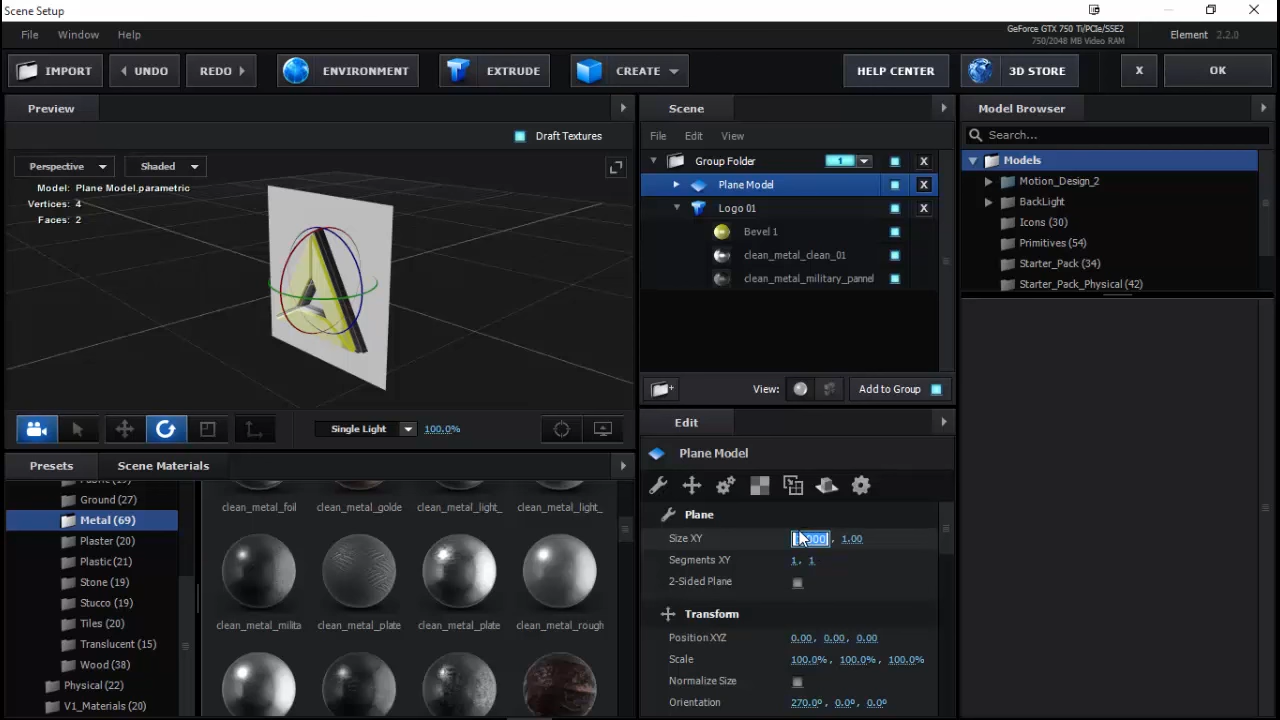 Scene Setup
File Window Help
GeForce GTX 750 Ti/PCIe/SSE2
750/2048 MB Video RAM
Element 2.2.0
IMPORT UNDO REDO ENVIRONMENT EXTRUDE CREATE HELP CENTER 3D STORE X OK
Preview
Draft Textures
Perspective Shaded
Model: Plane Model.parametric
Vertices: 4
Faces: 2
Single Light 100.0%
Scene
File Edit View
Group Folder 1 X
Plane Model X
Logo 01 X
Bevel 1
clean_metal_clean_01
clean_metal_military_pannel
View: Add to Group
Model Browser
Search...
Models
Motion_Design_2
BackLight
Icons (30)
Primitives (54)
Starter_Pack (34)
Starter_Pack_Physical (42)
Presets Scene Materials
Ground (27)
Metal (69)
Plaster (20)
Plastic (21)
Stone (19)
Stucco (19)
Tiles (20)
Translucent (15)
Wood (38)
Physical (22)
V1_Materials (20)
clean_metal_foil clean_metal_golde clean_metal_light_ clean_metal_light_
clean_metal_milita clean_metal_plate clean_metal_plate clean_metal_rough
Edit
Plane Model
Plane
Size XY , 1.00
Segments XY 1, 1
2-Sided Plane
Transform
Position XYZ 0.00, 0.00, 0.00
Scale 100.0%, 100.0%, 100.0%
Normalize Size
Orientation 270.0º, 0.0º, 0.0º